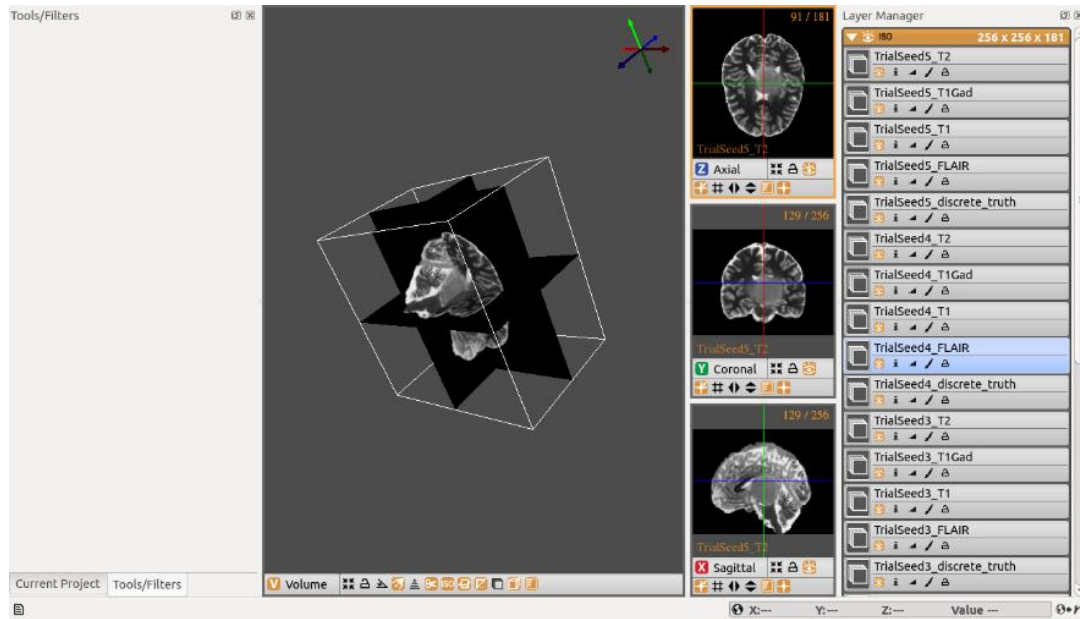 Tools/Filters
Current Project
Tools/Filters
V Volume
ISO
91 / 181
TrialSeed5_T2
Z Axial
129 / 256
TrialSeed5_T2
Y Coronal
129 / 256
TrialSeed5_T2
X Sagittal
Layer Manager
ISO 256 x 256 x 181
TrialSeed5_T2
TrialSeed5_T1Gad
TrialSeed5_T1
TrialSeed5_FLAIR
TrialSeed5_discrete_truth
TrialSeed4_T2
TrialSeed4_T1Gad
TrialSeed4_T1
TrialSeed4_FLAIR
TrialSeed4_discrete_truth
TrialSeed3_T2
TrialSeed3_T1Gad
TrialSeed3_T1
TrialSeed3_FLAIR
TrialSeed3_discrete_truth
X:--- Y:--- Z:--- Value ---